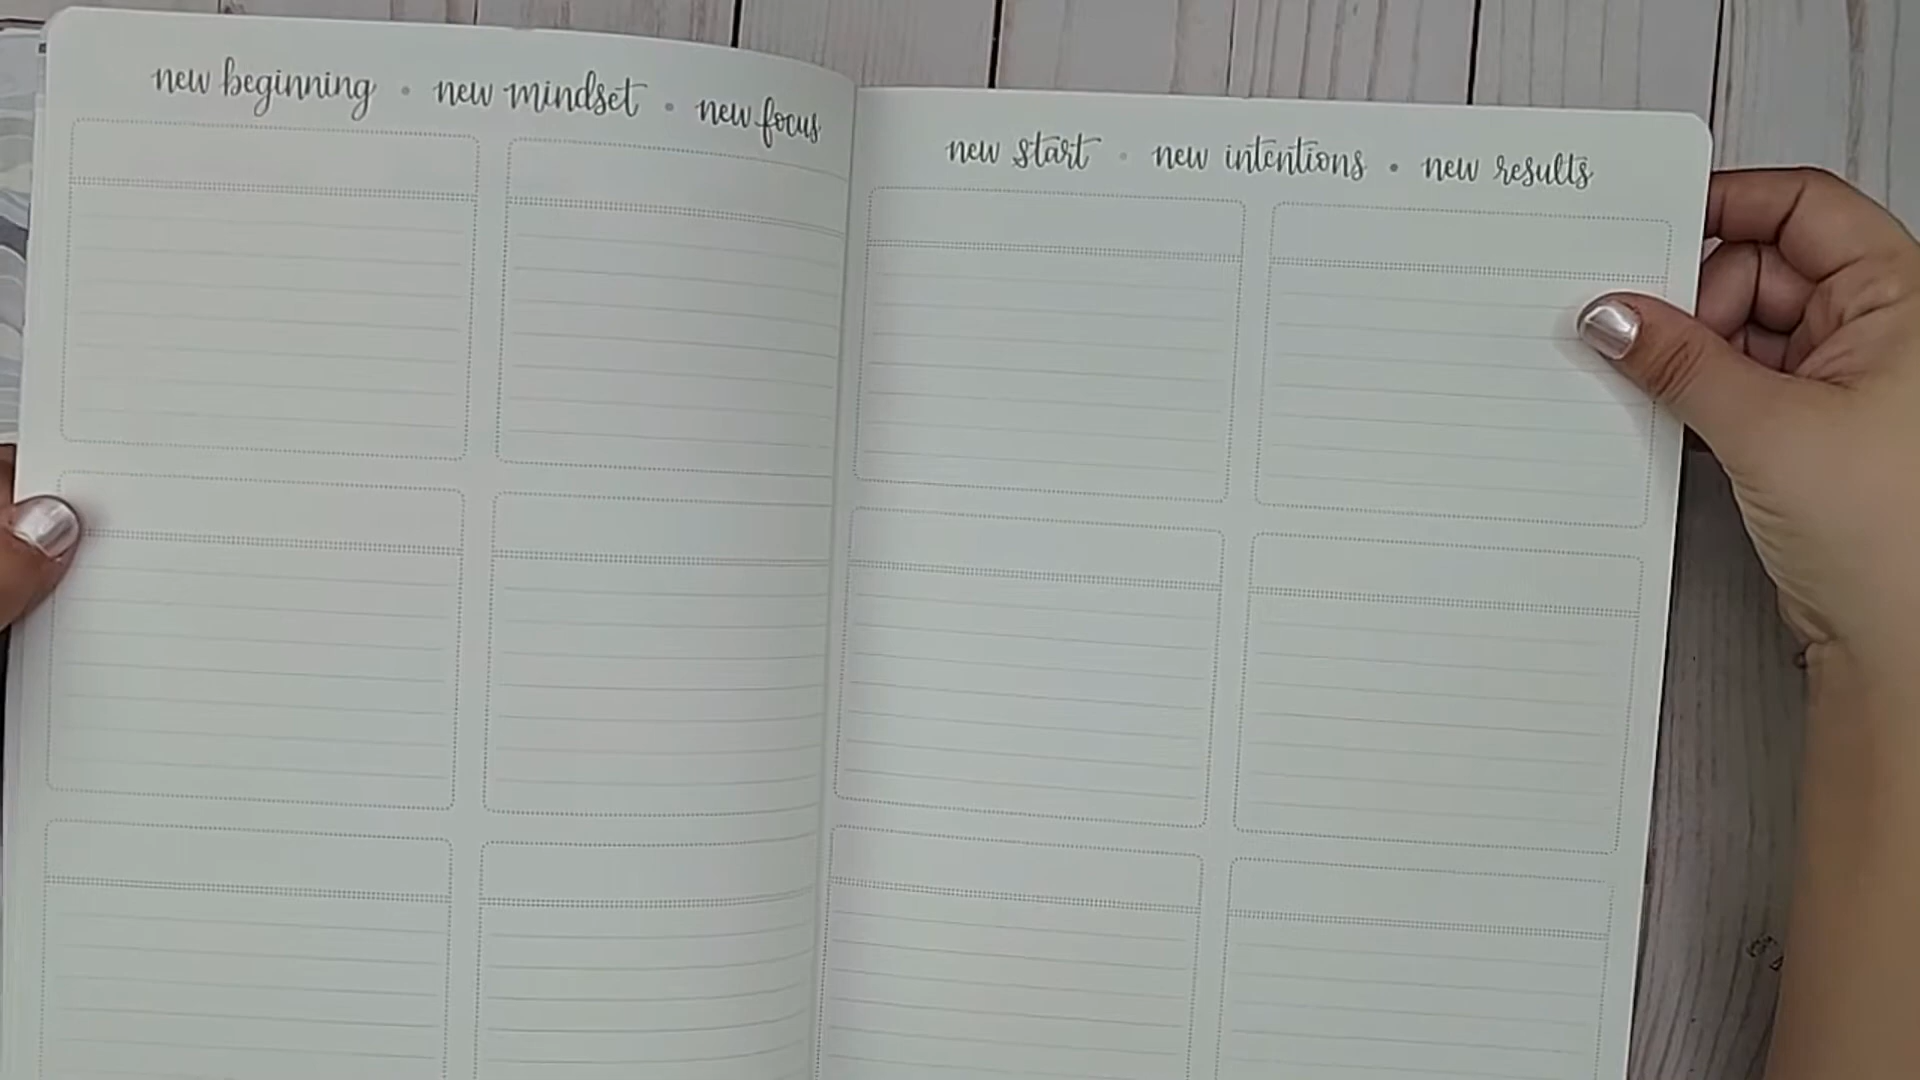 new beginning • new mindset • new focus
new start • new intentions • new results